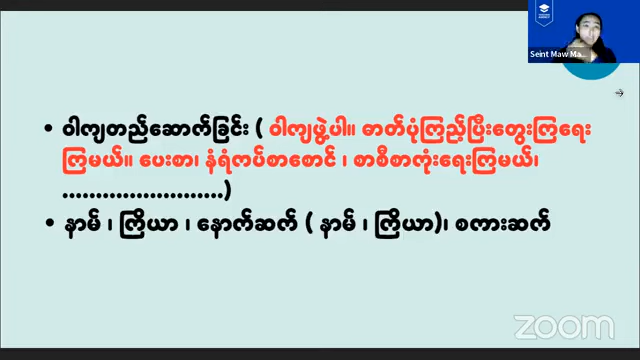 Seint Maw Ma...
• ဝါကျတည်ဆောက်ခြင်း ( ဝါကျဖွဲ့ပါ။ ဓာတ်ပုံကြည့်ပြီးတွေးကြရေး
ကြမယ်။ ပေးစာ၊ နံရံကပ်စာစောင် ၊ စာစီစာကုံးရေးကြမယ်၊
........................)
• နာမ် ၊ ကြိယာ ၊ နောက်ဆက် ( နာမ် ၊ ကြိယာ)၊ စကားဆက်
zoom